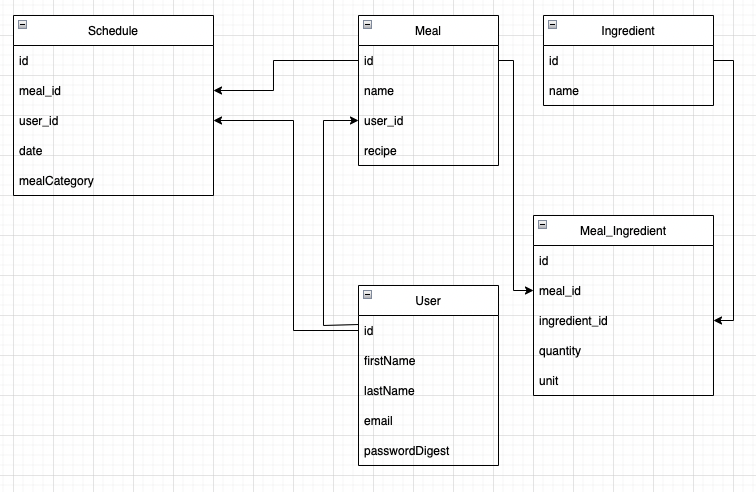 Schedule
id
meal_id
user_id
date
mealCategory
Meal
id
name
user_id
recipe
Ingredient
id
name
Meal_Ingredient
id
meal_id
ingredient_id
quantity
unit
User
id
firstName
lastName
email
passwordDigest